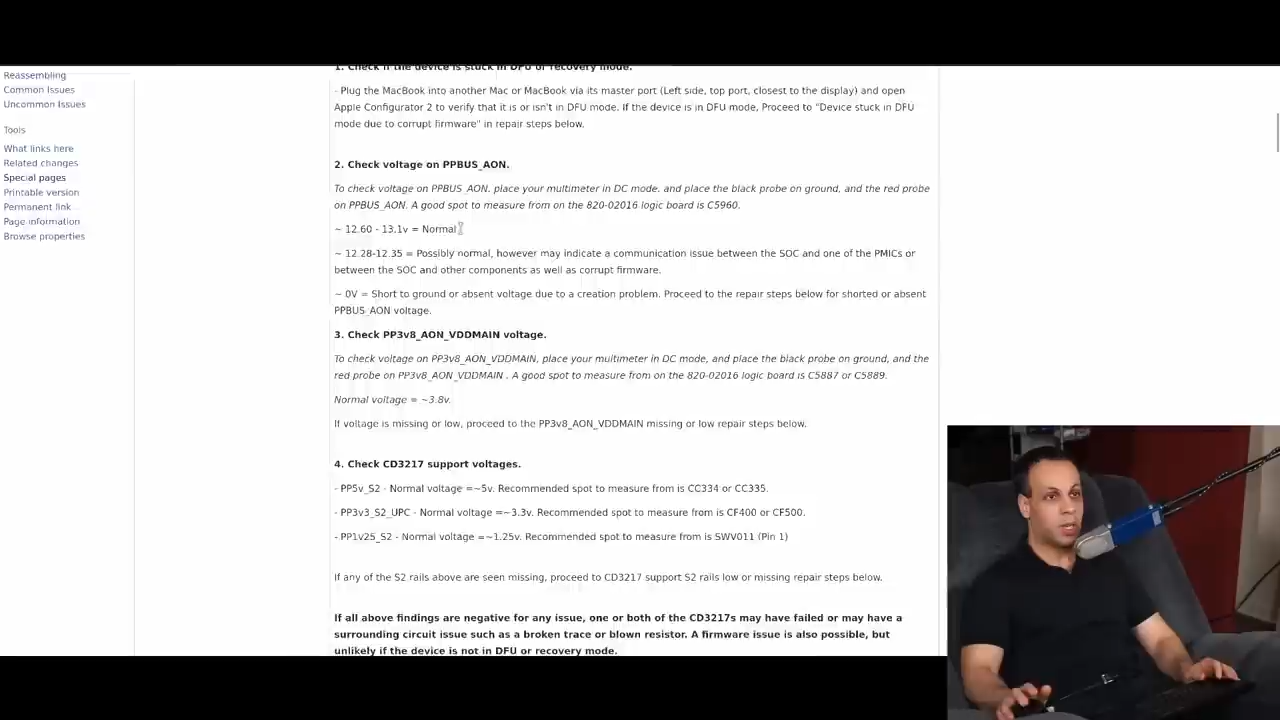 Reassembling
Common Issues
Uncommon Issues
Tools
What links here
Related changes
Special pages
Printable version
Permanent link
Page information
Browse properties
1. Check if the device is stuck in DFU or recovery mode.
- Plug the MacBook into another Mac or MacBook via its master port (Left side, top port, closest to the display) and open
Apple Configurator 2 to verify that it is or isn't in DFU mode. If the device is in DFU mode, Proceed to "Device stuck in DFU
mode due to corrupt firmware" in repair steps below.
2. Check voltage on PPBUS_AON.
To check voltage on PPBUS_AON, place your multimeter in DC mode, and place the black probe on ground, and the red probe
on PPBUS_AON. A good spot to measure from on the 820-02016 logic board is C5960.
~ 12.60 - 13.1v = Normal
~ 12.28-12.35 = Possibly normal, however may indicate a communication issue between the SOC and one of the PMICs or
between the SOC and other components as well as corrupt firmware.
~ 0V = Short to ground or absent voltage due to a creation problem. Proceed to the repair steps below for shorted or absent
PPBUS_AON voltage.
3. Check PP3v8_AON_VDDMAIN voltage.
To check voltage on PP3v8_AON_VDDMAIN, place your multimeter in DC mode, and place the black probe on ground, and the
red probe on PP3v8_AON_VDDMAIN . A good spot to measure from on the 820-02016 logic board is C5887 or C5889.
Normal voltage = ~3.8v.
If voltage is missing or low, proceed to the PP3v8_AON_VDDMAIN missing or low repair steps below.
4. Check CD3217 support voltages.
- PP5v_S2 - Normal voltage =~5v. Recommended spot to measure from is CC334 or CC335.
- PP3v3_S2_UPC - Normal voltage =~3.3v. Recommended spot to measure from is CF400 or CF500.
- PP1v25_S2 - Normal voltage =~1.25v. Recommended spot to measure from is SWV011 (Pin 1)
If any of the S2 rails above are seen missing, proceed to CD3217 support S2 rails low or missing repair steps below.
If all above findings are negative for any issue, one or both of the CD3217s may have failed or may have a
surrounding circuit issue such as a broken trace or blown resistor. A firmware issue is also possible, but
unlikely if the device is not in DFU or recovery mode.